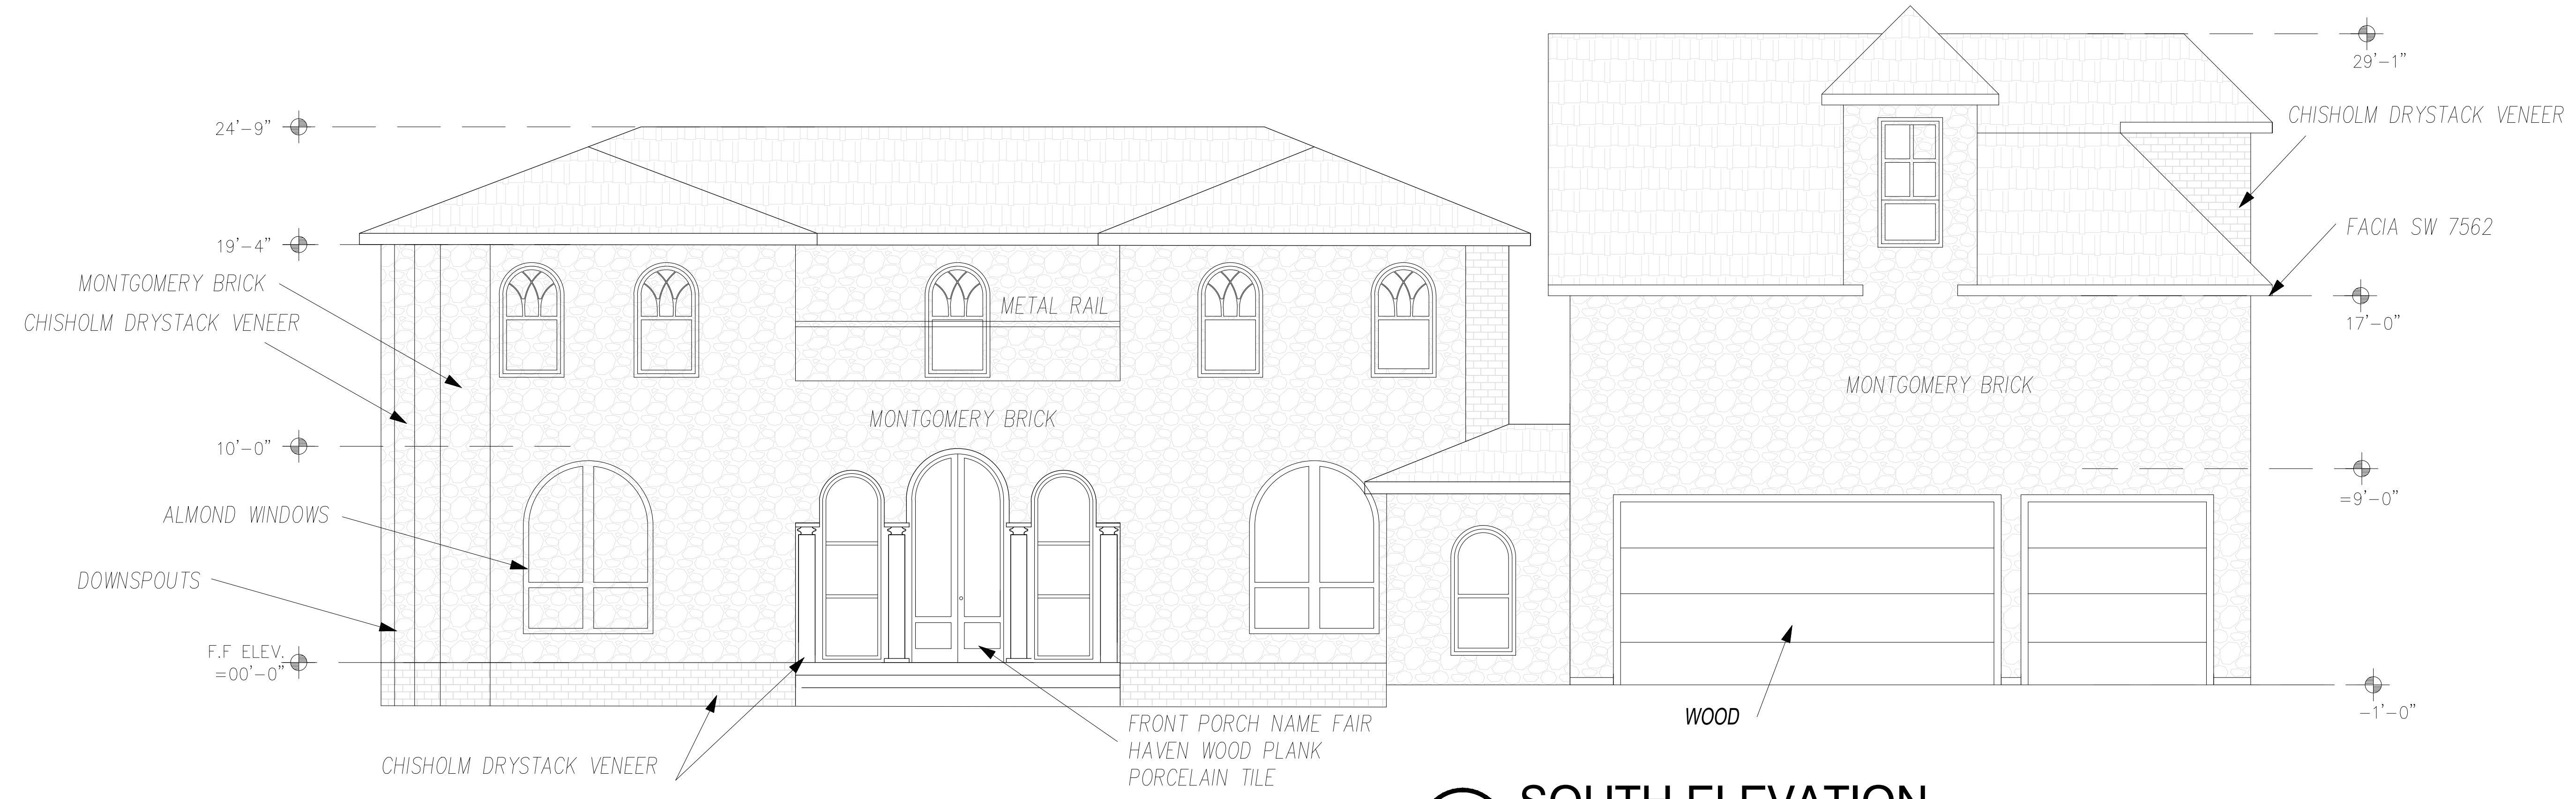 29'-1"
CHISHOLM DRYSTACK VENEER
24'-9"
FACIA SW 7562
19'-4"
MONTGOMERY BRICK
METAL RAIL
CHISHOLM DRYSTACK VENEER
17'-0"
MONTGOMERY BRICK
MONTGOMERY BRICK
10'-0"
=9'-0"
ALMOND WINDOWS
DOWNSPOUTS
F.F ELEV.
=00'-0"
-1'-0"
WOOD
FRONT PORCH NAME FAIR
HAVEN WOOD PLANK
PORCELAIN TILE
CHISHOLM DRYSTACK VENEER
SOUTH ELEVATION